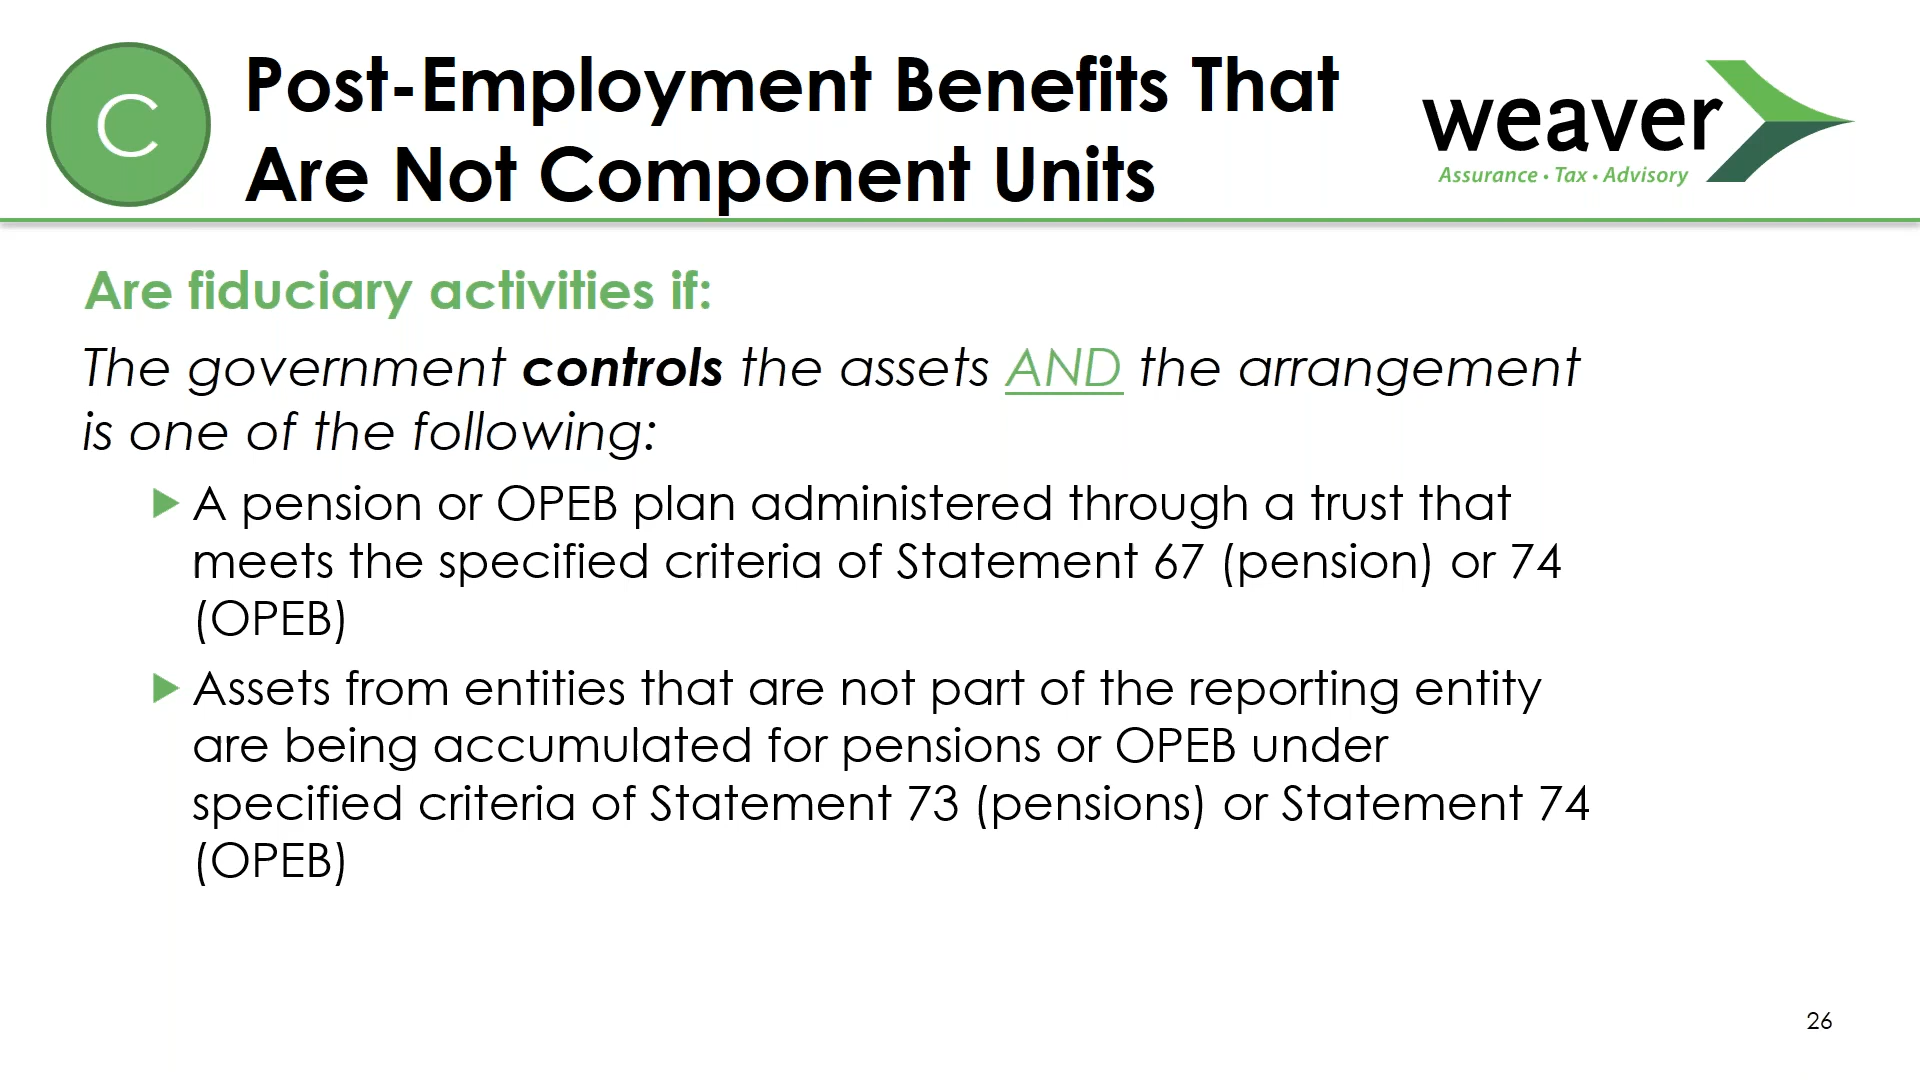 C
Post-Employment Benefits That
Are Not Component Units
weaver
Assurance • Tax • Advisory
Are fiduciary activities if:
The government controls the assets AND the arrangement
is one of the following:
A pension or OPEB plan administered through a trust that
meets the specified criteria of Statement 67 (pension) or 74
(OPEB)
Assets from entities that are not part of the reporting entity
are being accumulated for pensions or OPEB under
specified criteria of Statement 73 (pensions) or Statement 74
(OPEB)
26